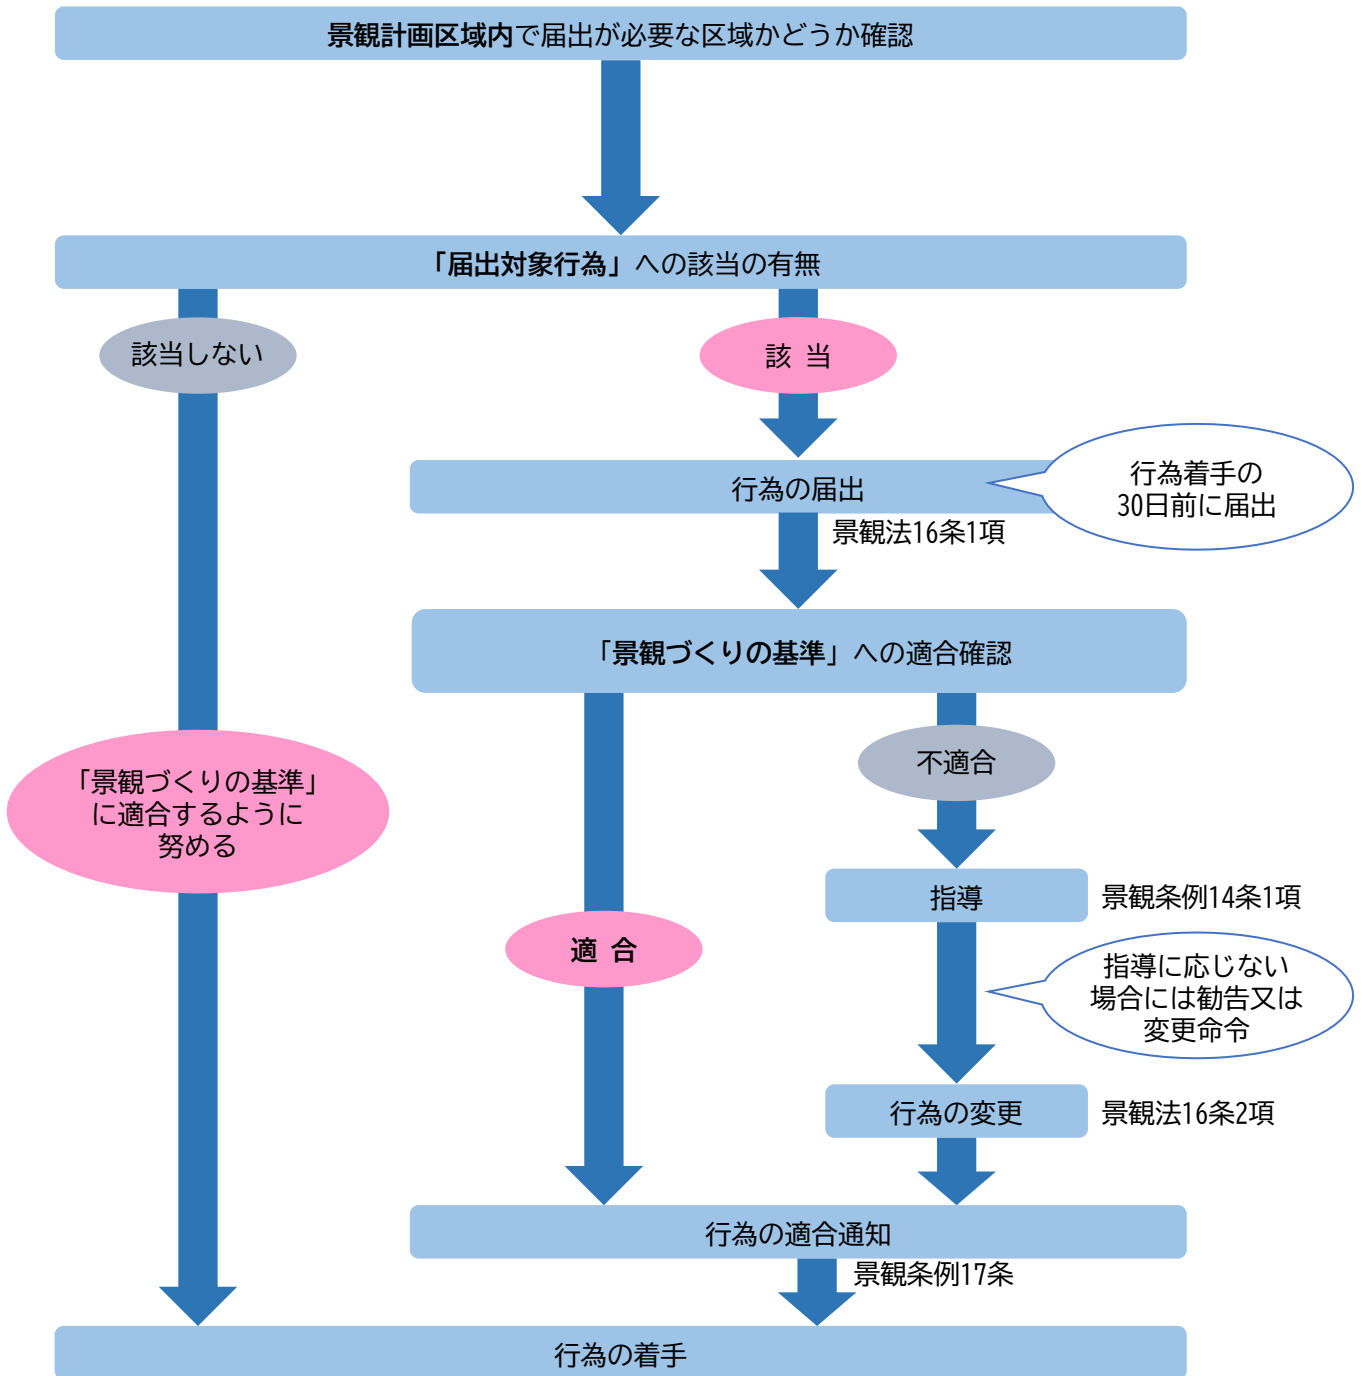 景観計画区域内で届出が必要な区域かどうか確認
「届出対象行為」への該当の有無
該当しない
該 当
行為の届出
行為着手の
30日前に届出
景観法16条1項
「景観づくりの基準」への適合確認
不適合
「景観づくりの基準」
に適合するように
努める
指導
景観条例14条1項
適 合
指導に応じない
場合には勧告又は
変更命令
行為の変更
景観法16条2項
行為の適合通知
景観条例17条
行為の着手